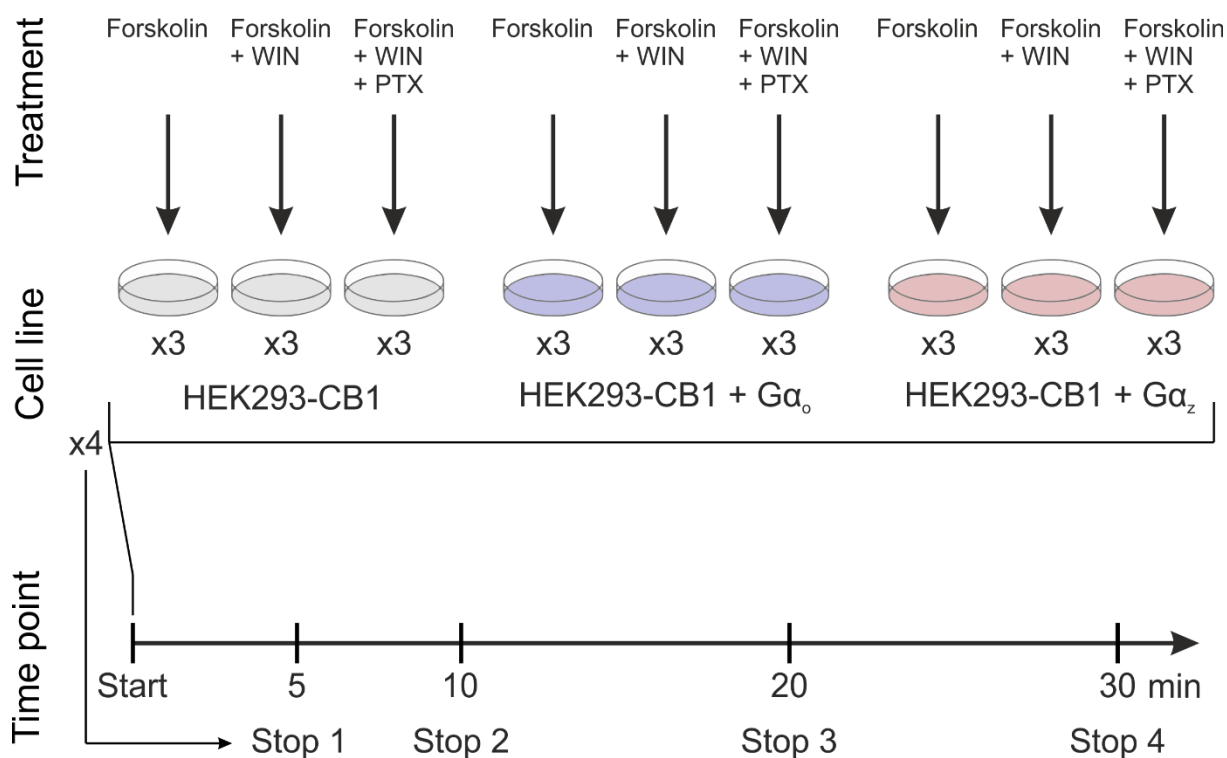 Treatment
Forskolin
Forskolin
+ WIN
Forskolin
+ WIN
+ PTX
Forskolin
Forskolin
+ WIN
Forskolin
+ WIN
+ PTX
Forskolin
Forskolin
+ WIN
Forskolin
+ WIN
+ PTX
Cell line
x3 x3 x3 x3 x3 x3 x3 x3 x3
HEK293-CB1
HEK293-CB1 + Gαₒ
HEK293-CB1 + Gα_z
x4
Time point
Start 5 10 20 30 min
Stop 1 Stop 2 Stop 3 Stop 4